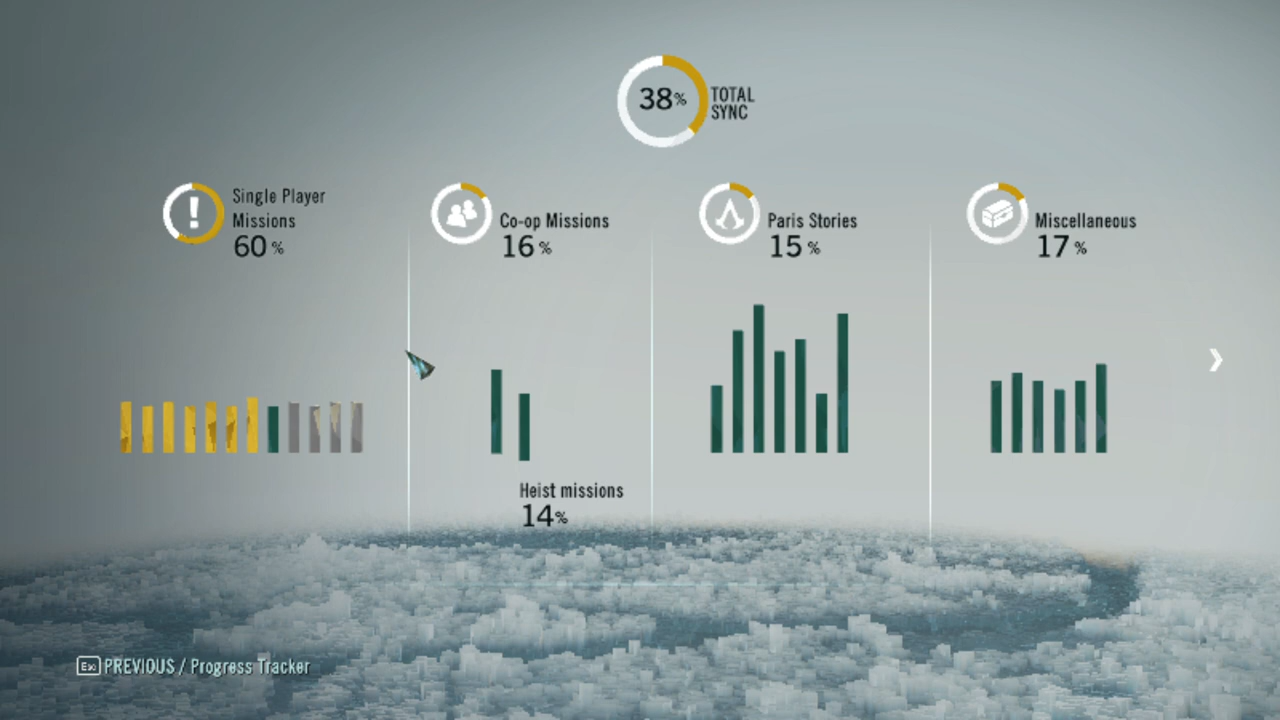 38%
TOTAL
SYNC
Single Player
Missions
60 %
Co-op Missions
16 %
Paris Stories
15 %
Miscellaneous
17 %
Heist missions
14%
Esc PREVIOUS / Progress Tracker